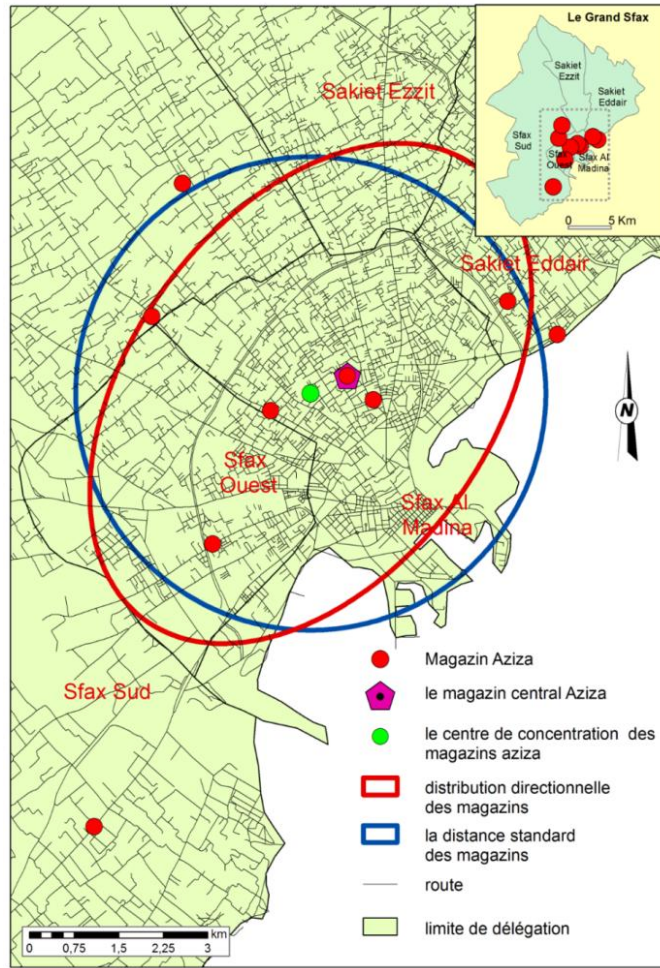 Le Grand Sfax
Sakiet
Ezzit
Sakiet
Eddair
Sfax
Sud
Sfax
Ouest
Sfax Al
Madina
0 5 Km
Sakiet Ezzit
Sakiet Eddair
N
Sfax
Ouest
Sfax Al
Madina
Sfax Sud
Magazin Aziza
le magazin central Aziza
le centre de concentration des
magazins aziza
distribution directionnelle
des magazins
la distance standard
des magazins
route
limite de délégation
km
0 0,75 1,5 2,25 3